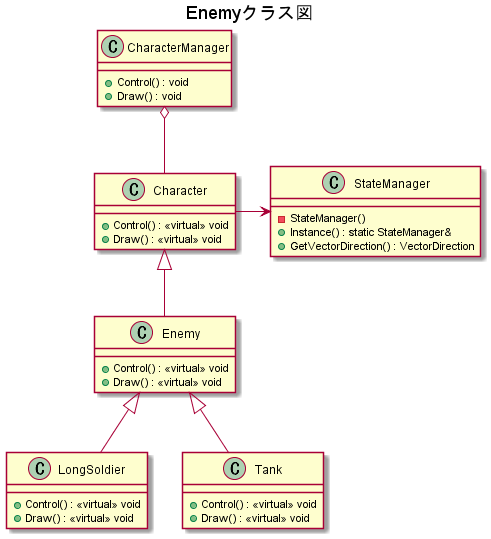 Enemyクラス図
C CharacterManager
Control() : void
Draw() : void
C Character
Control() : «virtual» void
Draw() : «virtual» void
C StateManager
StateManager()
Instance() : static StateManager&
GetVectorDirection() : VectorDirection
C Enemy
Control() : «virtual» void
Draw() : «virtual» void
C LongSoldier
Control() : «virtual» void
Draw() : «virtual» void
C Tank
Control() : «virtual» void
Draw() : «virtual» void